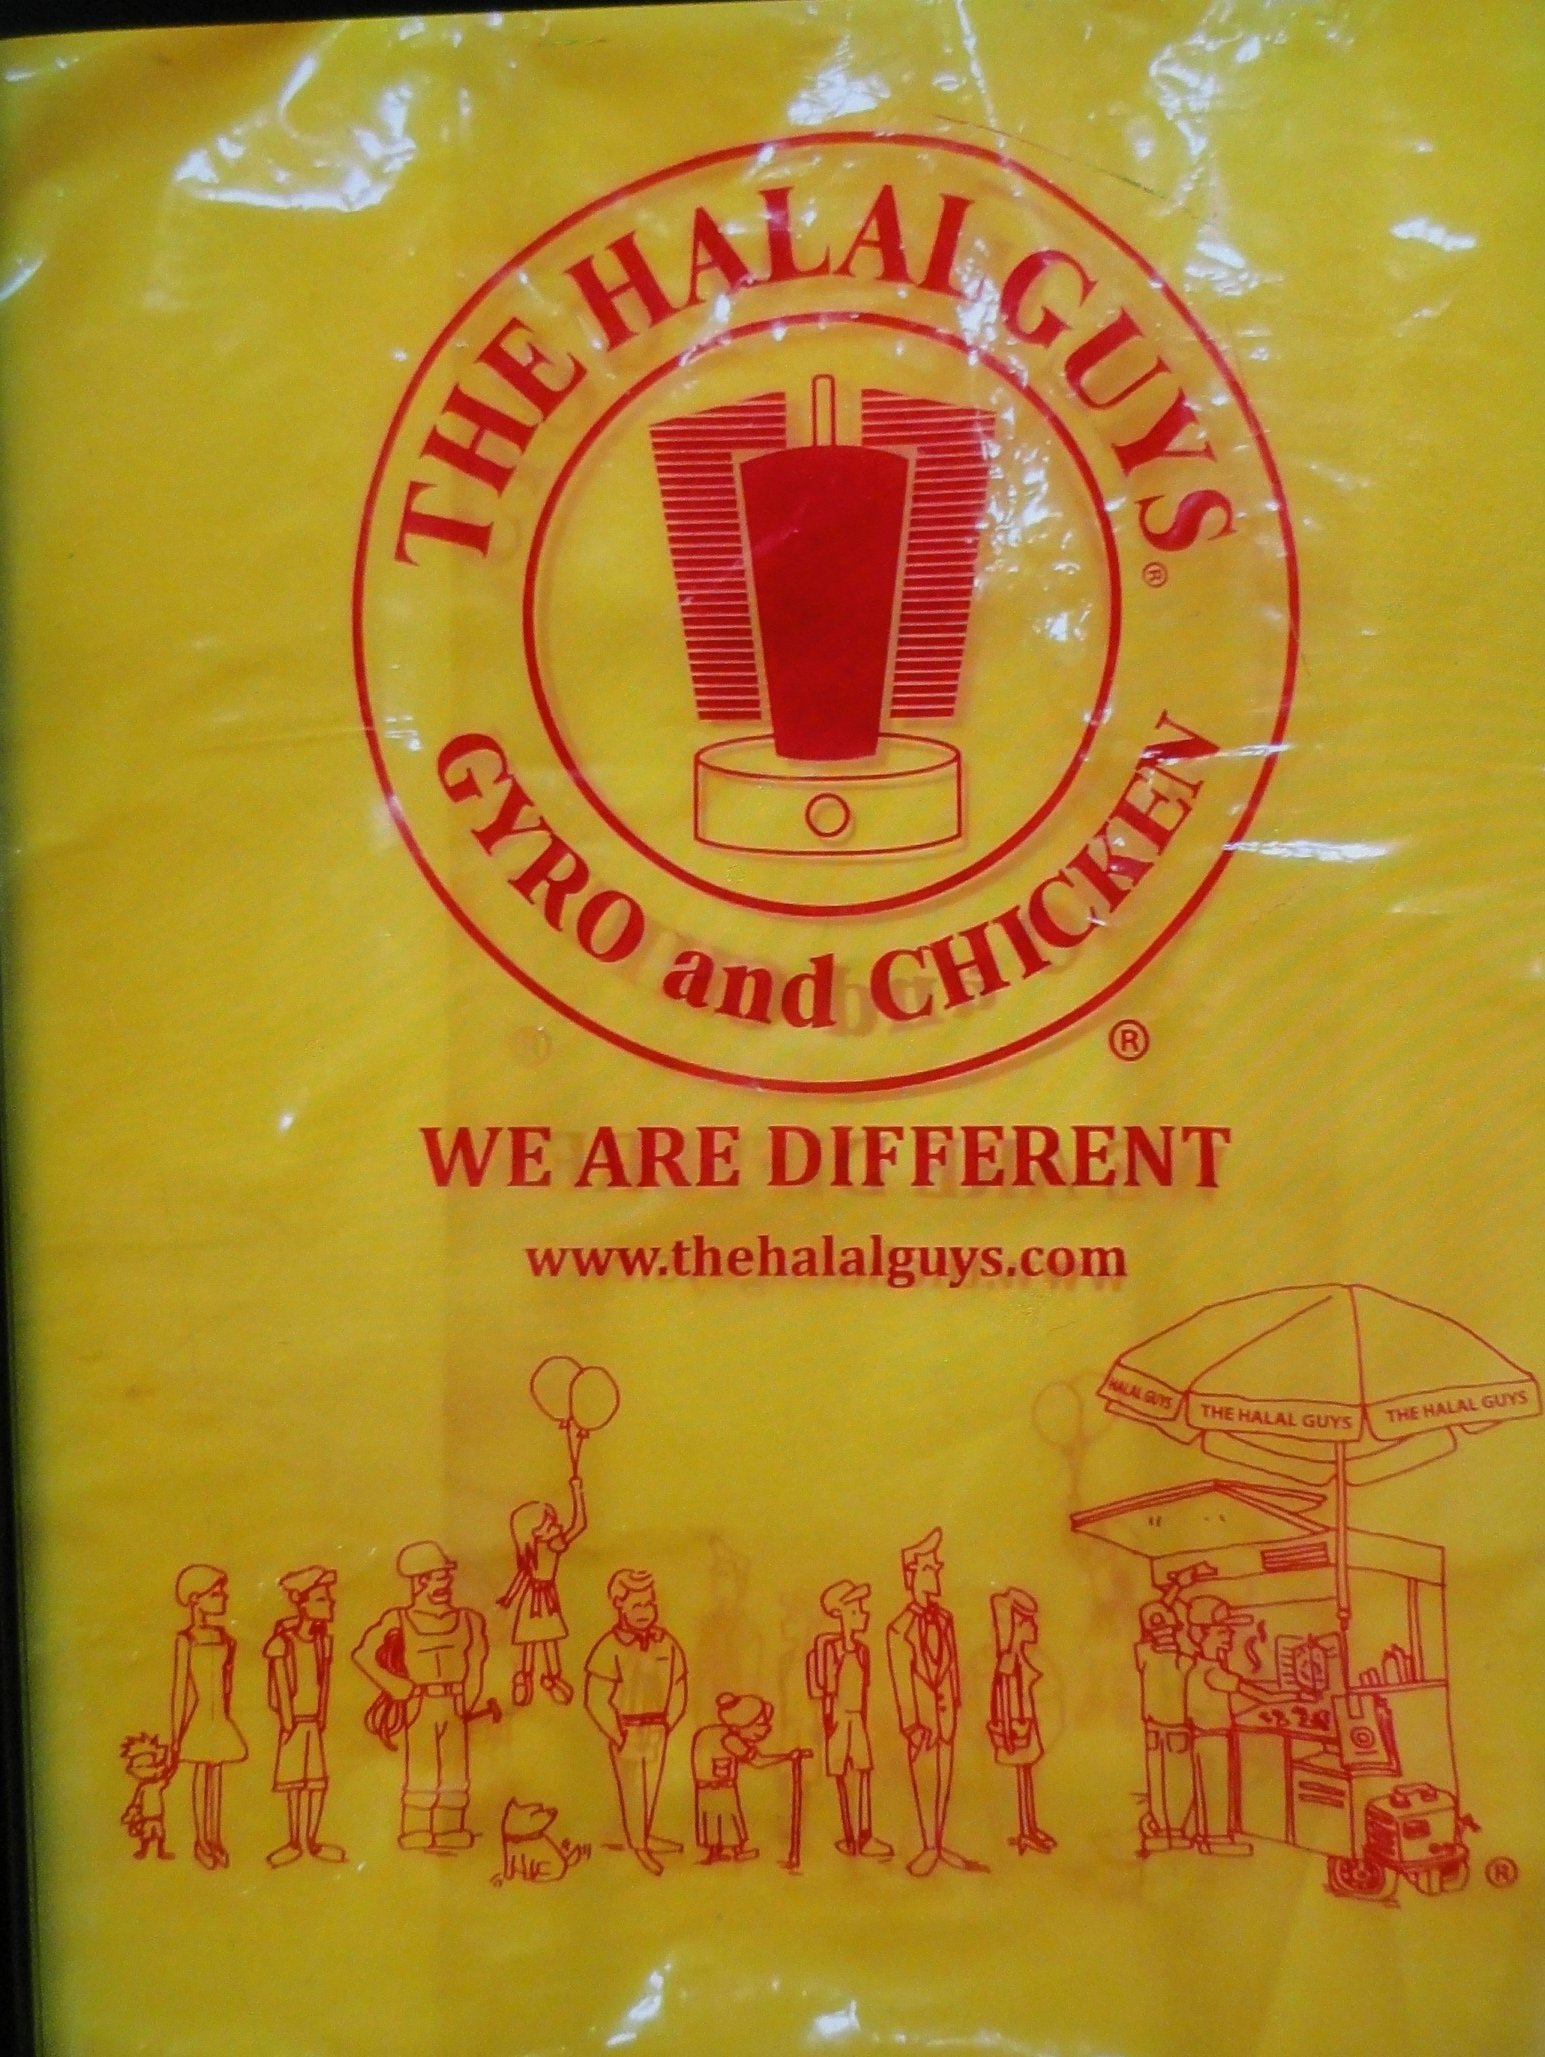 THE HALAL GUYS®
GYRO and CHICKEN
®
WE ARE DIFFERENT
www.thehalalguys.com
HALAL GUYS
THE HALAL GUYS
THE HALAL GUYS
®